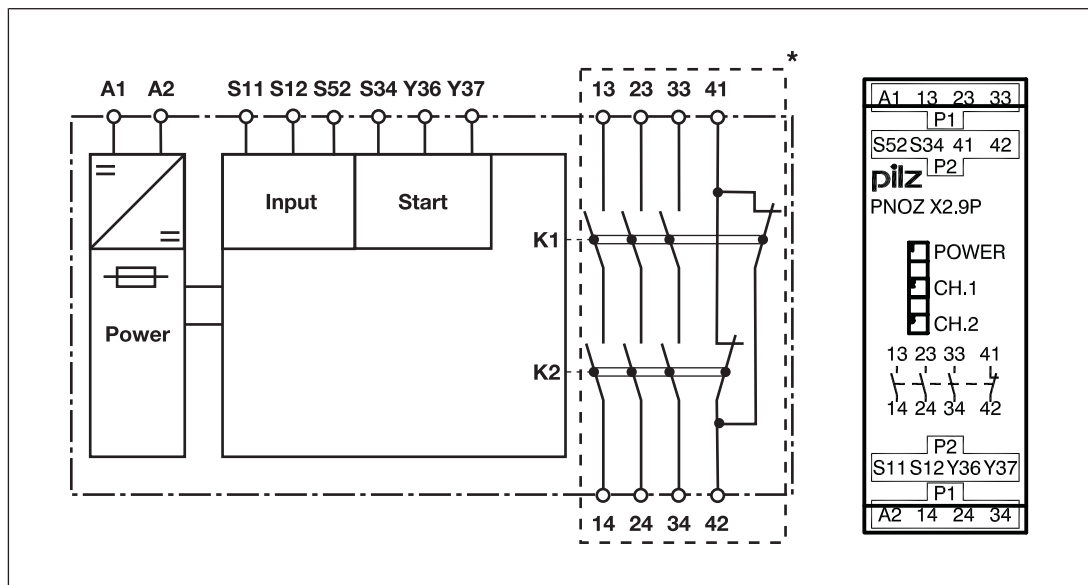 *
A1 A2 S11 S12 S52 S34 Y36 Y37 13 23 33 41
Input Start
Power
K1
K2
14 24 34 42
A1 13 23 33
P1
S52 S34 41 42
P2
pilz
PNOZ X2.9P
POWER
CH.1
CH.2
13 23 33 41
14 24 34 42
P2
S11 S12 Y36 Y37
P1
A2 14 24 34